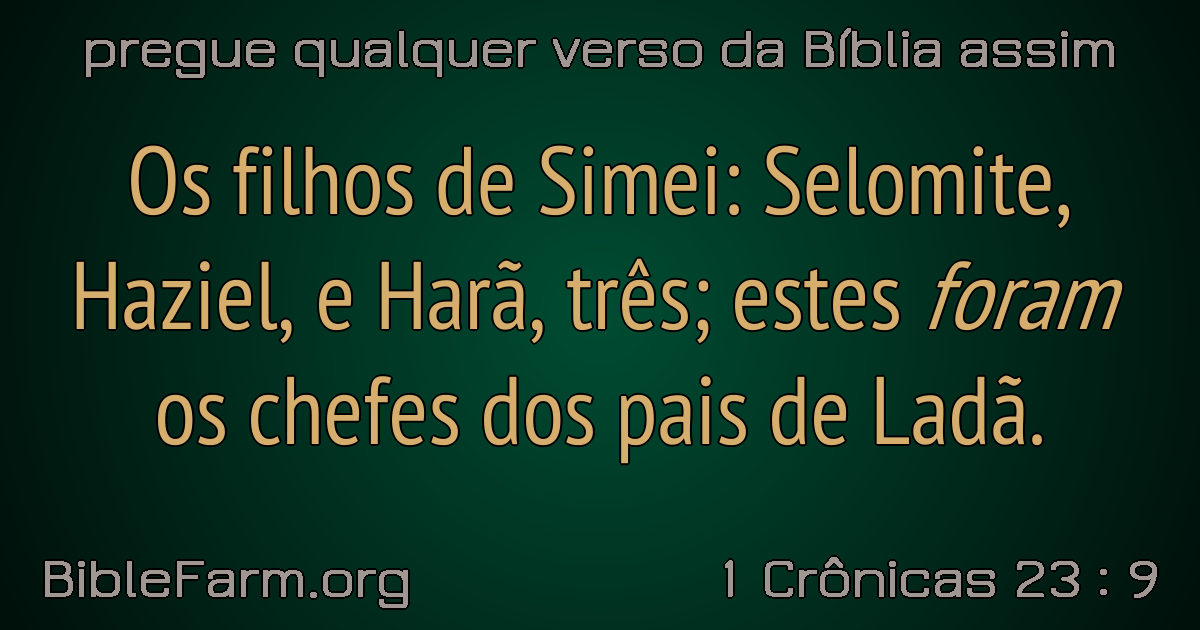 pregue qualquer verso da Bíblia assim
Os filhos de Simei: Selomite,
Haziel, e Harã, três; estes foram
os chefes dos pais de Ladã.
BibleFarm.org
1 Crônicas 23 : 9